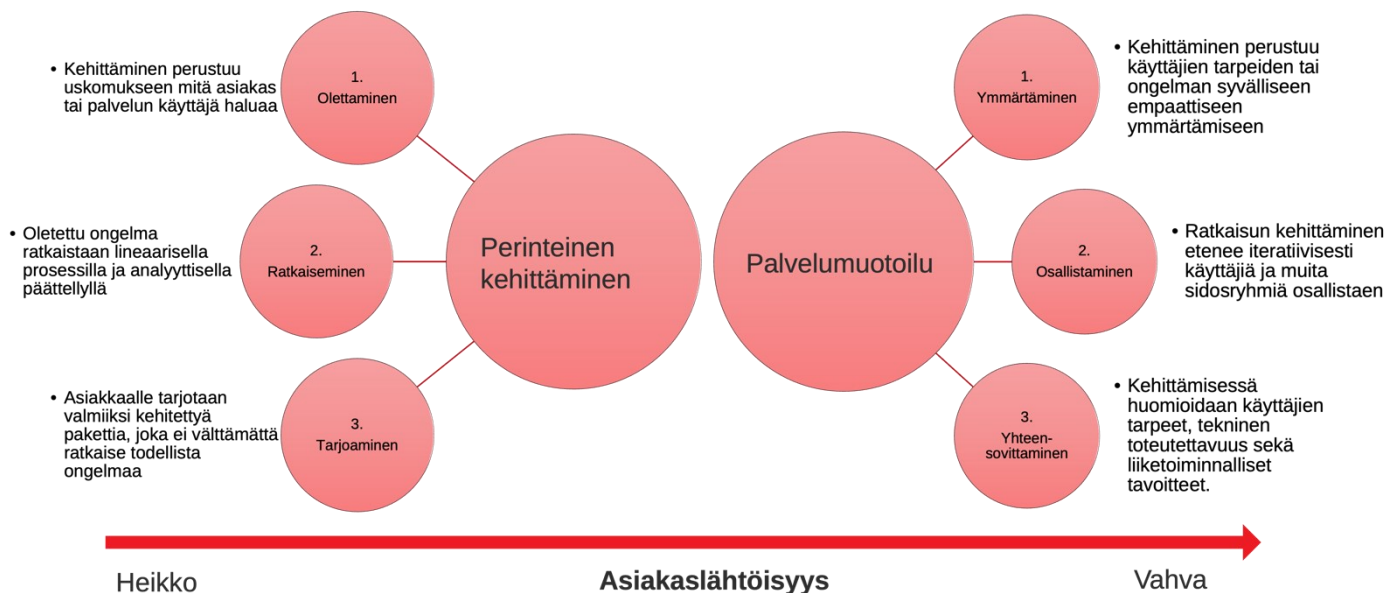 • Kehittäminen perustuu
uskomukseen mitä asiakas
tai palvelun käyttäjä haluaa
1.
Olettaminen
• Oletettu ongelma
ratkaistaan lineaarisella
prosessilla ja analyyttisella
päättelyllä
2.
Ratkaiseminen
• Asiakkaalle tarjotaan
valmiiksi kehitettyä
pakettia, joka ei välttämättä
ratkaise todellista
ongelmaa
3.
Tarjoaminen
Perinteinen
kehittäminen
Palvelumuotoilu
1.
Ymmärtäminen
• Kehittäminen perustuu
käyttäjien tarpeiden tai
ongelman syvälliseen
empaattiseen
ymmärtämiseen
2.
Osallistaminen
• Ratkaisun kehittäminen
etenee iteratiivisesti
käyttäjiä ja muita
sidosryhmiä osallistaen
3.
Yhteen-
sovittaminen
• Kehittämisessä
huomioidaan käyttäjien
tarpeet, tekninen
toteutettavuus sekä
liiketoiminnalliset
tavoitteet.
Heikko
Asiakaslähtöisyys
Vahva